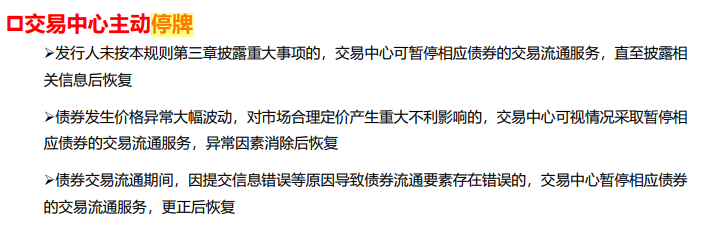 交易中心主动停牌
➢发行人未按本规则第三章披露重大事项的，交易中心可暂停相应债券的交易流通服务，直至披露相
关信息后恢复
➢债券发生价格异常大幅波动，对市场合理定价产生重大不利影响的，交易中心可视情况采取暂停相
应债券的交易流通服务，异常因素消除后恢复
➢债券交易流通期间，因提交信息错误等原因导致债券流通要素存在错误的，交易中心暂停相应债券
的交易流通服务，更正后恢复